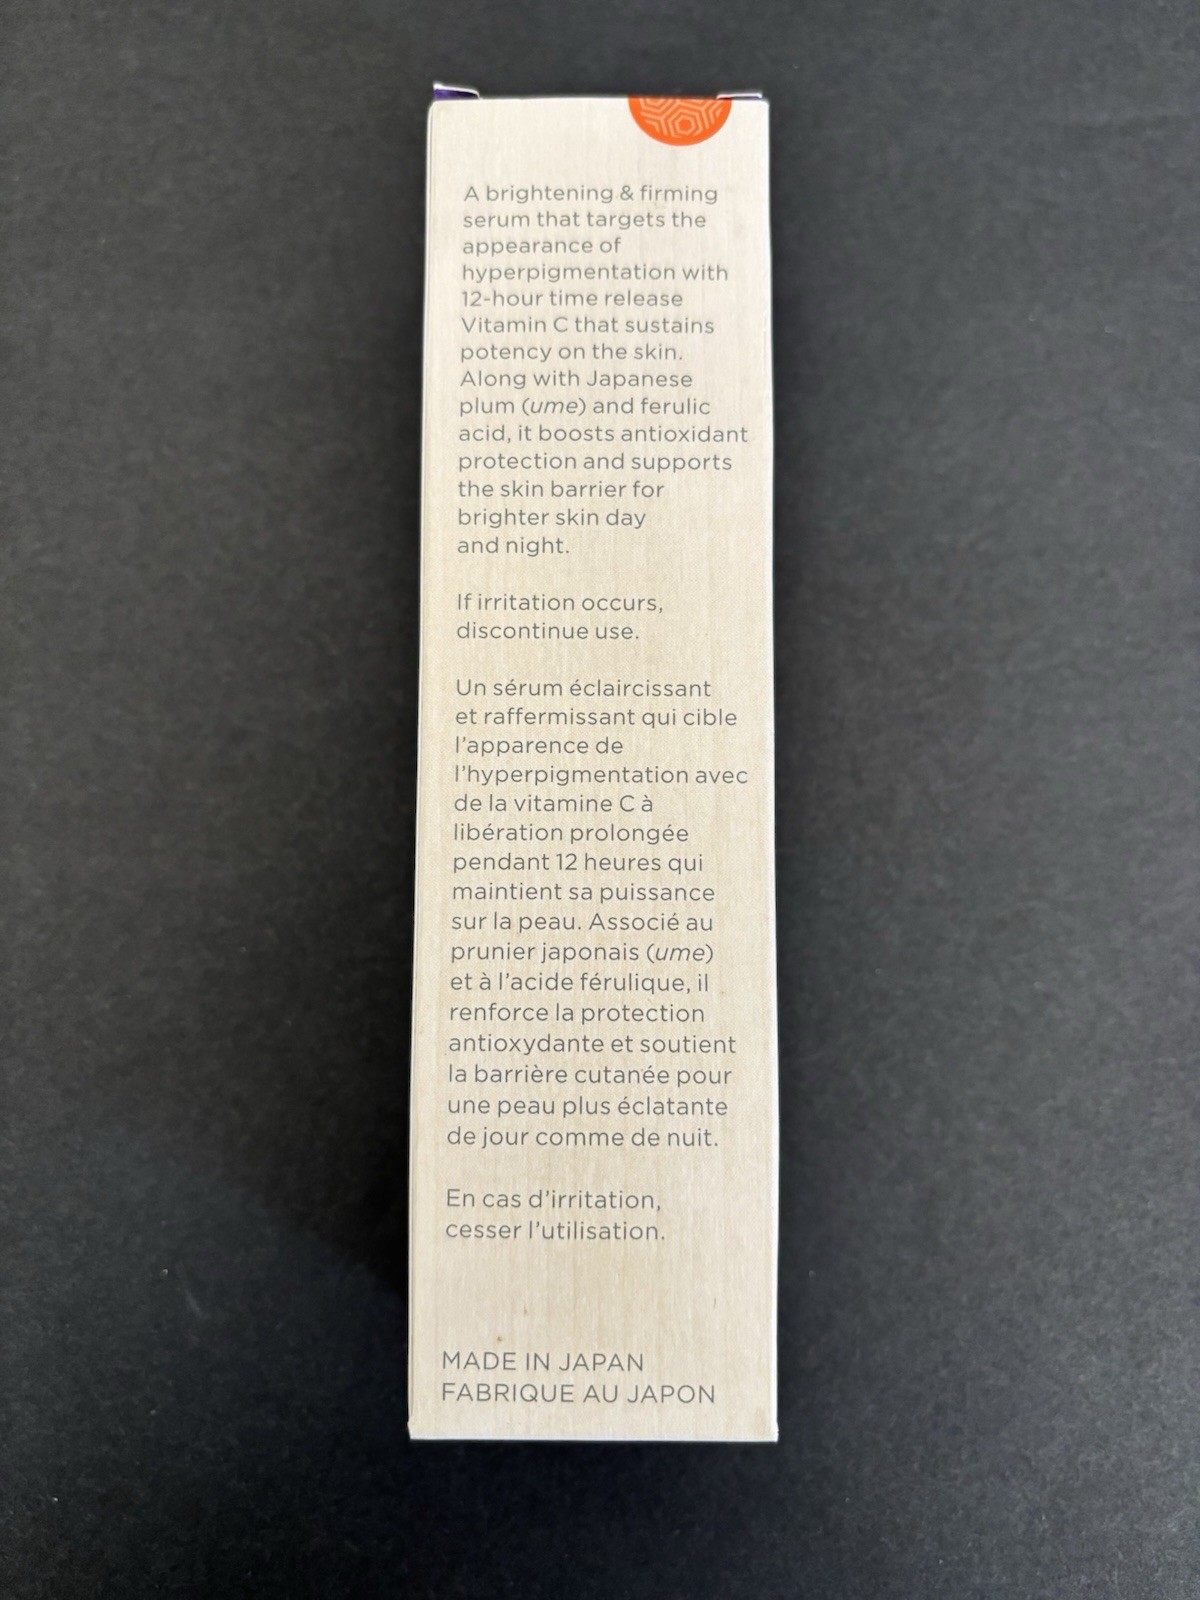 A brightening & firming
serum that targets the
appearance of
hyperpigmentation with
12-hour time release
Vitamin C that sustains
potency on the skin.
Along with Japanese
plum (ume) and ferulic
acid, it boosts antioxidant
protection and supports
the skin barrier for
brighter skin day
and night.
If irritation occurs,
discontinue use.
Un sérum éclaircissant
et raffermissant qui cible
l'apparence de
l'hyperpigmentation avec
de la vitamine C à
libération prolongée
pendant 12 heures qui
maintient sa puissance
sur la peau. Associé au
prunier japonais (ume)
et à l'acide férulique, il
renforce la protection
antioxydante et soutient
la barrière cutanée pour
une peau plus éclatante
de jour comme de nuit.
En cas d'irritation,
cesser l'utilisation.
MADE IN JAPAN
FABRIQUE AU JAPON